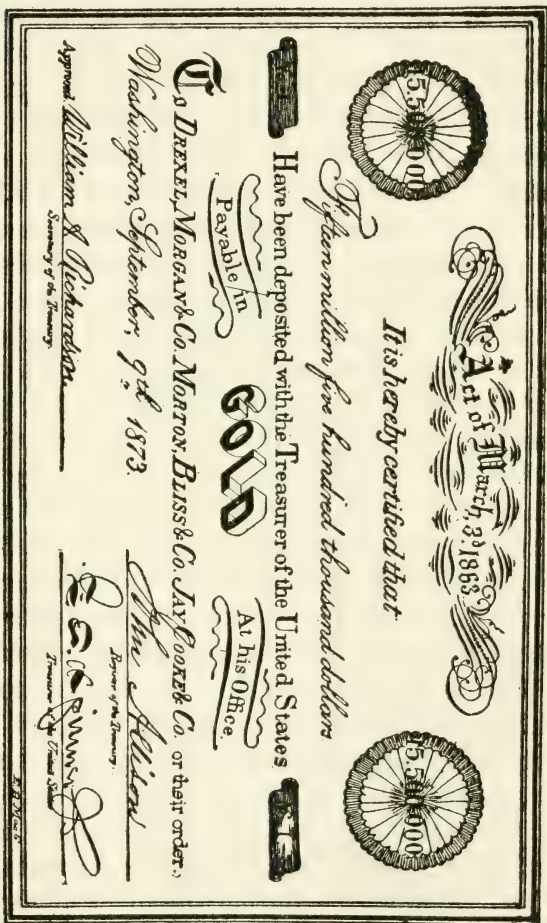 Act of March, 3d 1863.
15.500.000
15.500.000
It is hereby certified that
Fifteen million five hundred thousand dollars
Have been deposited with the Treasurer of the United States
Payable in
GOLD
At his Office.
To DREXEL, MORGAN & Co. MORTON, BLISS & Co. JAY COOKE & Co. or their order.
Washington, September, 9th 1873.
John Allison
Register of the Treasury.
Approved William A Richardson
Secretary of the Treasury.
Treasurer of the United States